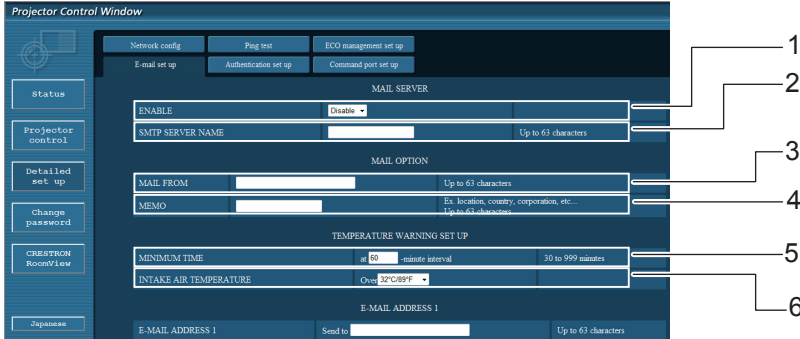 Projector Control Window
Network config
Ping test
ECO management set up
E-mail set up
Authentication set up
Command port set up
Status
Projector
control
Detailed
set up
Change
password
CRESTRON
RoomView
Japanese
MAIL SERVER
ENABLE
Disable
1
SMTP SERVER NAME
Up to 63 characters
2
MAIL OPTION
MAIL FROM
Up to 63 characters
3
MEMO
Ex. location, country, corporation, etc...
Up to 63 characters
4
TEMPERATURE WARNING SET UP
MINIMUM TIME
at 60 -minute interval
30 to 999 minutes
5
INTAKE AIR TEMPERATURE
Over 32°C/89°F
6
E-MAIL ADDRESS 1
E-MAIL ADDRESS 1
Send to
Up to 63 characters